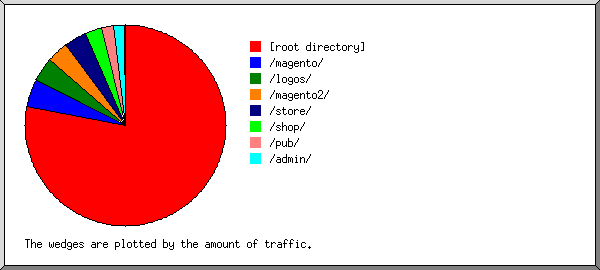 [root directory]
/magento/
/logos/
/magento2/
/store/
/shop/
/pub/
/admin/
The wedges are plotted by the amount of traffic.